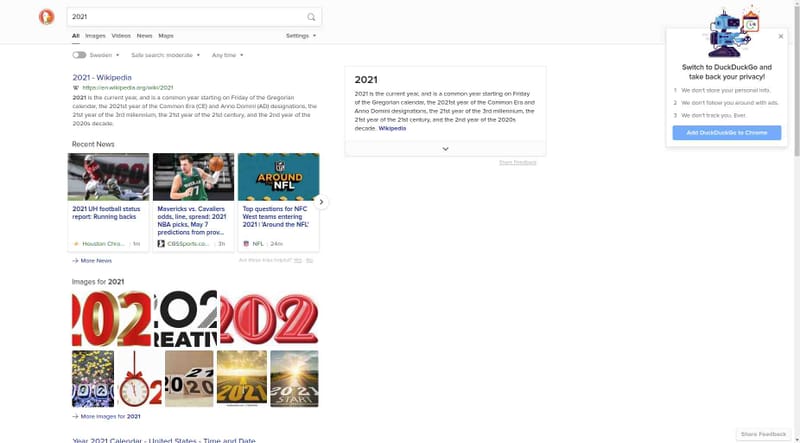 2021
All Images Videos News Maps Settings
Sweden Safe search: moderate Any time
2021 - Wikipedia
https://en.wikipedia.org/wiki/2021
2021 is the current year, and is a common year starting on Friday of the Gregorian
calendar, the 2021st year of the Common Era (CE) and Anno Domini (AD) designations, the
21st year of the 3rd millennium, the 21st year of the 21st century, and the 2nd year of the
2020s decade.
Recent News
AROUND
THE NFL
2021 UH football status
report: Running backs
Houston Chro... 1m
Mavericks vs. Cavaliers
odds, line, spread: 2021
NBA picks, May 7
predictions from prov...
CBSSports.co... 3h
Top questions for NFC
West teams entering
2021 | 'Around the NFL'
NFL 24m
More News
Are these links helpful? Yes No
Images for 2021
202
202
REATIV
202
2020
2021
2021
START
More Images for 2021
Year 2021 Calendar - United States - Time and Date
2021
2021 is the current year, and is a common year starting on Friday
of the Gregorian calendar, the 2021st year of the Common Era and
Anno Domini designations, the 21st year of the 3rd millennium, the
21st year of the 21st century, and the 2nd year of the 2020s
decade. Wikipedia
Share Feedback
Switch to DuckDuckGo and
take back your privacy!
1 We don't store your personal info.
2 We don't follow you around with ads.
3 We don't track you. Ever.
Add DuckDuckGo to Chrome
Share Feedback